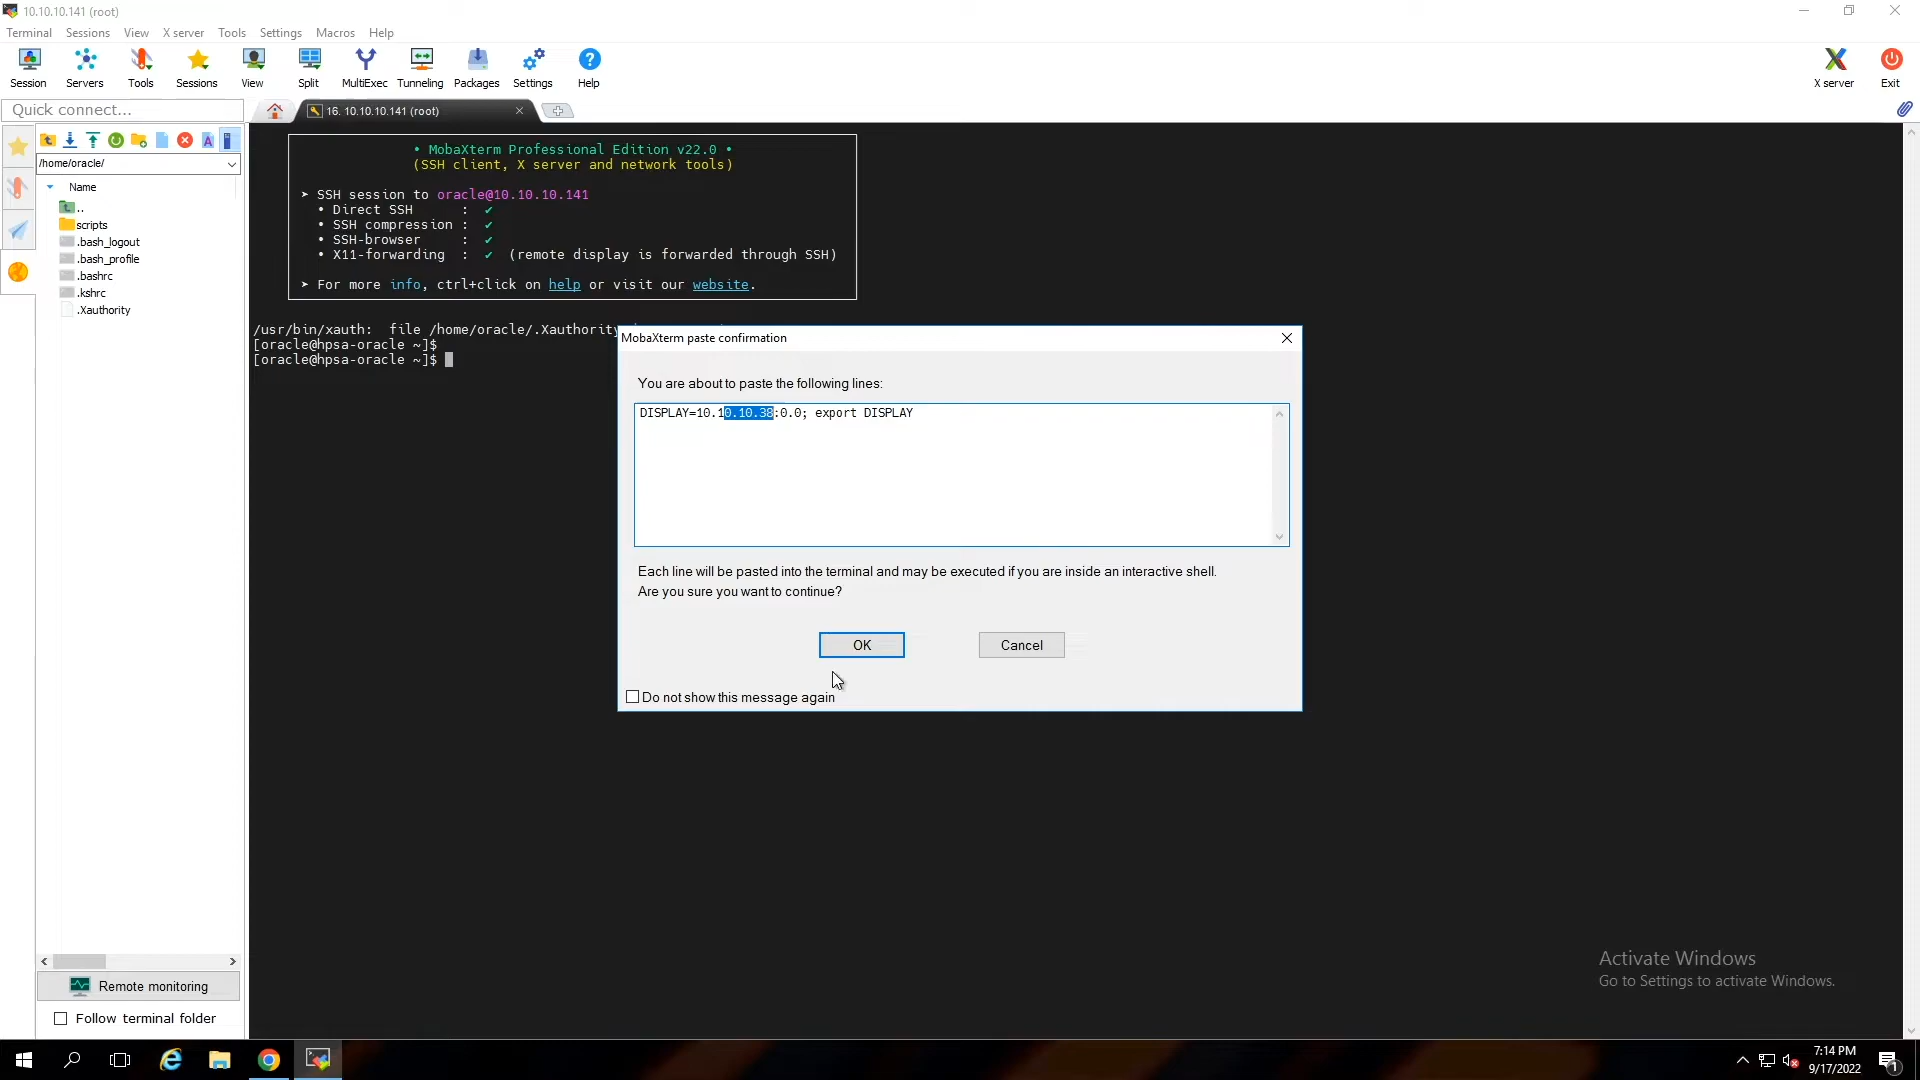 10.10.10.141 (root)
Terminal Sessions View X server Tools Settings Macros Help
Session Servers Tools Sessions View Split MultiExec Tunneling Packages Settings Help X server Exit
Quick connect...
16. 10.10.10.141 (root)
/home/oracle/
Name
..
scripts
.bash_logout
.bash_profile
.bashrc
.kshrc
.Xauthority
• MobaXterm Professional Edition v22.0 •
(SSH client, X server and network tools)
➤ SSH session to oracle@10.10.10.141
• Direct SSH : ✔
• SSH compression : ✔
• SSH-browser : ✔
• X11-forwarding : ✔ (remote display is forwarded through SSH)
➤ For more info, ctrl+click on help or visit our website.
/usr/bin/xauth: file /home/oracle/.Xauthority
[oracle@hpsa-oracle ~]$
[oracle@hpsa-oracle ~]$
MobaXterm paste confirmation
You are about to paste the following lines:
DISPLAY=10.10.10.38:0.0; export DISPLAY
Each line will be pasted into the terminal and may be executed if you are inside an interactive shell.
Are you sure you want to continue?
OK Cancel
Do not show this message again
Remote monitoring
Follow terminal folder
Activate Windows
Go to Settings to activate Windows.
7:14 PM
9/17/2022
1